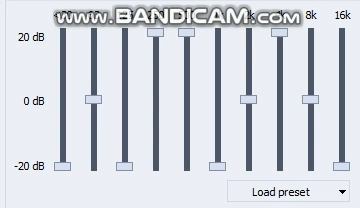 www.BANDICAM.com
8k 16k
20 dB
0 dB
-20 dB
Load preset